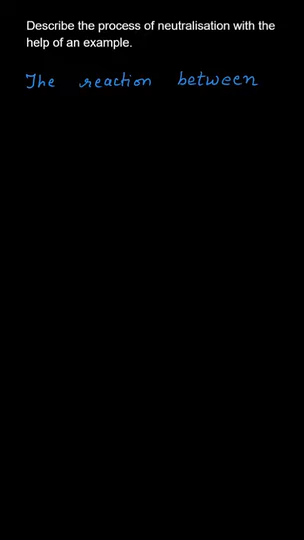 Describe the process of neutralisation with the
help of an example.
The reaction between